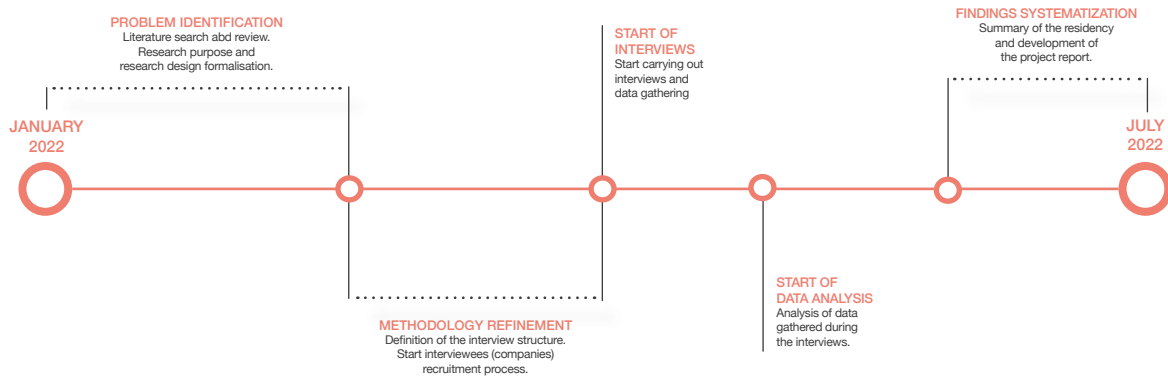 PROBLEM IDENTIFICATION
Literature search abd review.
Research purpose and
research design formalisation.
START OF
INTERVIEWS
Start carrying out
interviews and
data gathering
FINDINGS SYSTEMATIZATION
Summary of the residency
and development of
the project report.
JANUARY
2022
JULY
2022
METHODOLOGY REFINEMENT
Definition of the interview structure.
Start interviewees (companies)
recruitment process.
START OF
DATA ANALYSIS
Analysis of data
gathered during
the interviews.